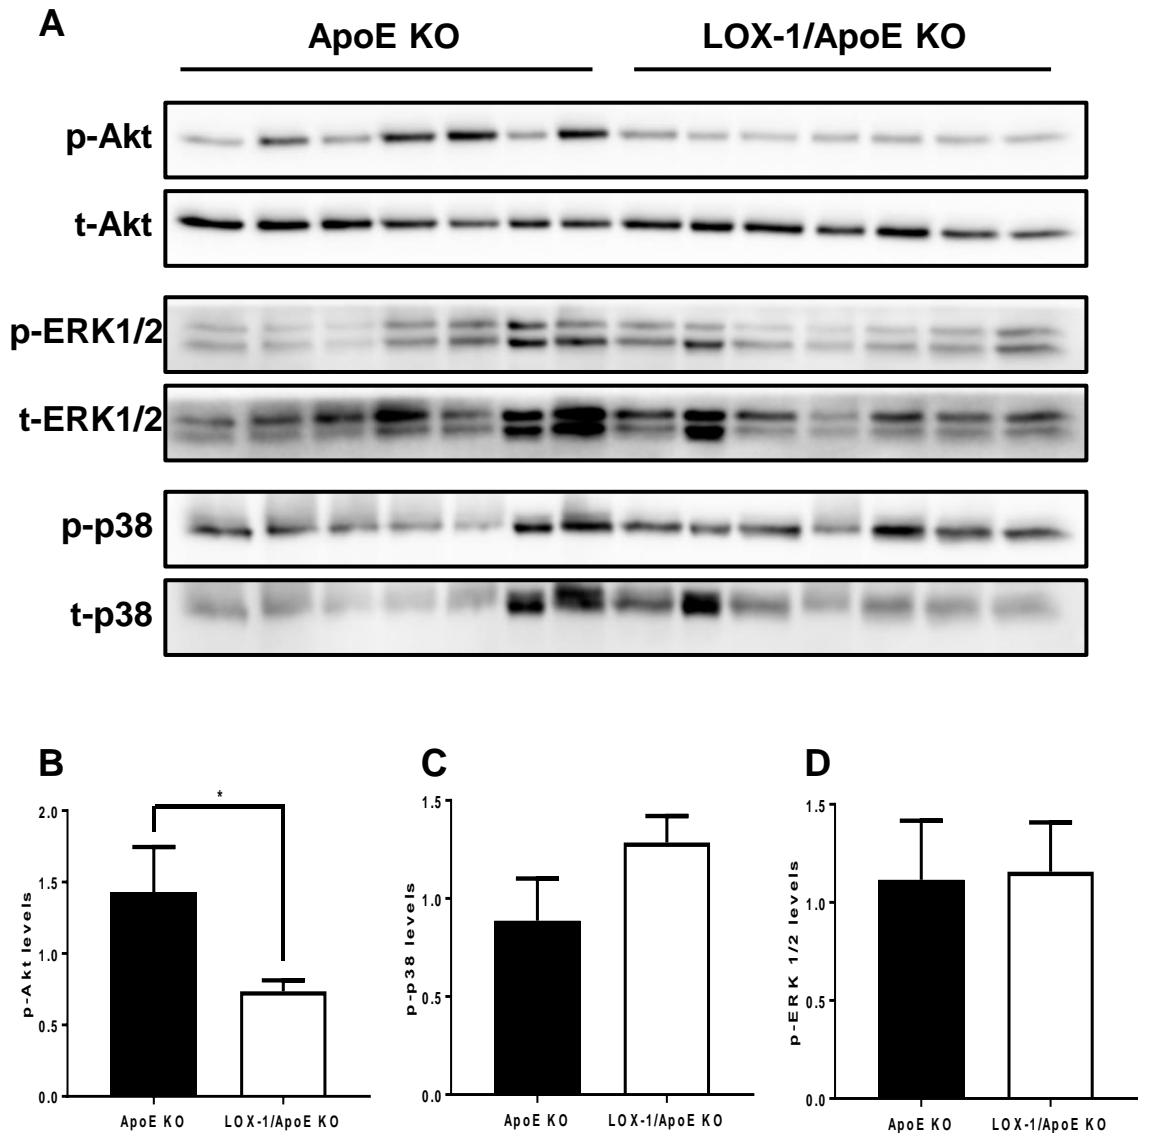 A
ApoE KO LOX-1/ApoE KO
p-Akt
t-Akt
p-ERK1/2
t-ERK1/2
p-p38
t-p38
B
*
2.0
1.5
1.0
0.5
0.0
p-Akt levels
ApoE KO LOX-1/ApoE KO
C
1.5
1.0
0.5
0.0
p-p38 levels
ApoE KO LOX-1/ApoE KO
D
1.5
1.0
0.5
0.0
p-ERK 1/2 levels
ApoE KO LOX-1/ApoE KO